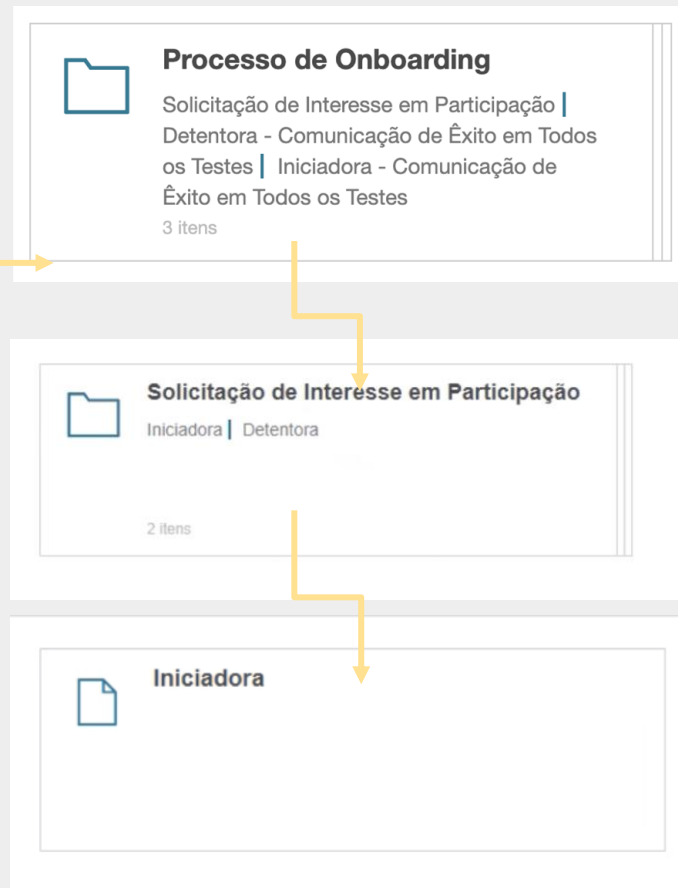 Processo de Onboarding
Solicitação de Interesse em Participação |
Detentora - Comunicação de Êxito em Todos
os Testes | Iniciadora - Comunicação de
Êxito em Todos os Testes
3 itens
Solicitação de Interesse em Participação
Iniciadora | Detentora
2 itens
Iniciadora